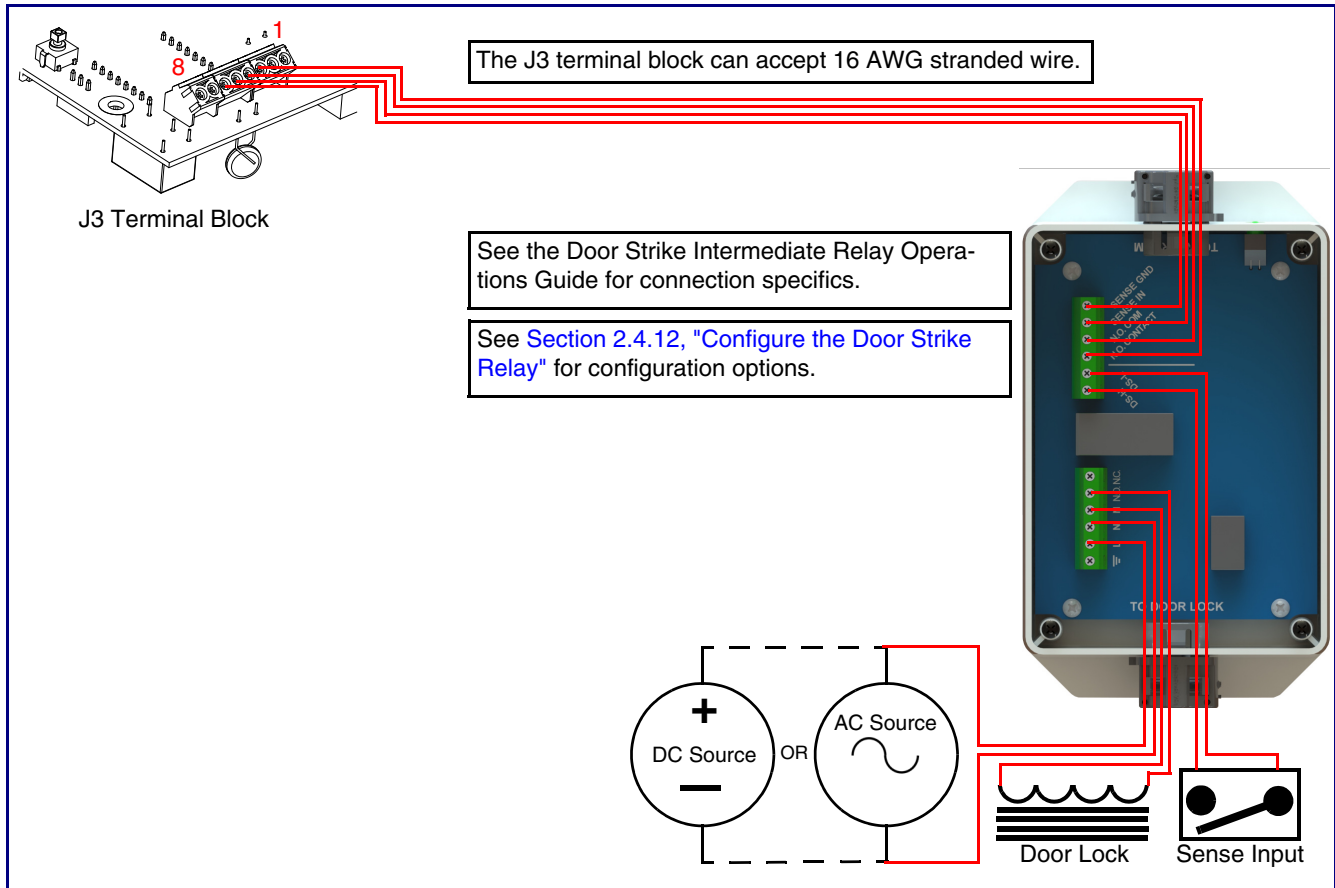 1
8
J3 Terminal Block
The J3 terminal block can accept 16 AWG stranded wire.
See the Door Strike Intermediate Relay Opera-
tions Guide for connection specifics.
See Section 2.4.12, "Configure the Door Strike
Relay" for configuration options.
SENSE GND
SENSE IN
N.O. COM
N.O. CONTACT
DS-
DS-
N.C.
N.O.
N
L
TO DOOR LOCK
+
DC Source
OR
AC Source
Door Lock
Sense Input